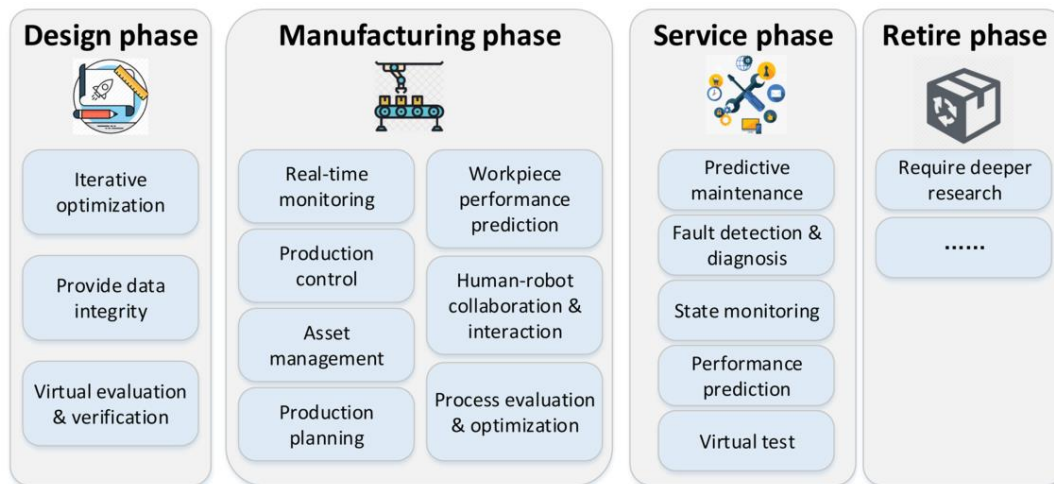 Design phase
Iterative
optimization
Provide data
integrity
Virtual evaluation
& verification
Manufacturing phase
Real-time
monitoring
Production
control
Asset
management
Production
planning
Workpiece
performance
prediction
Human-robot
collaboration &
interaction
Process evaluation
& optimization
Service phase
Predictive
maintenance
Fault detection &
diagnosis
State monitoring
Performance
prediction
Virtual test
Retire phase
Require deeper
research
......